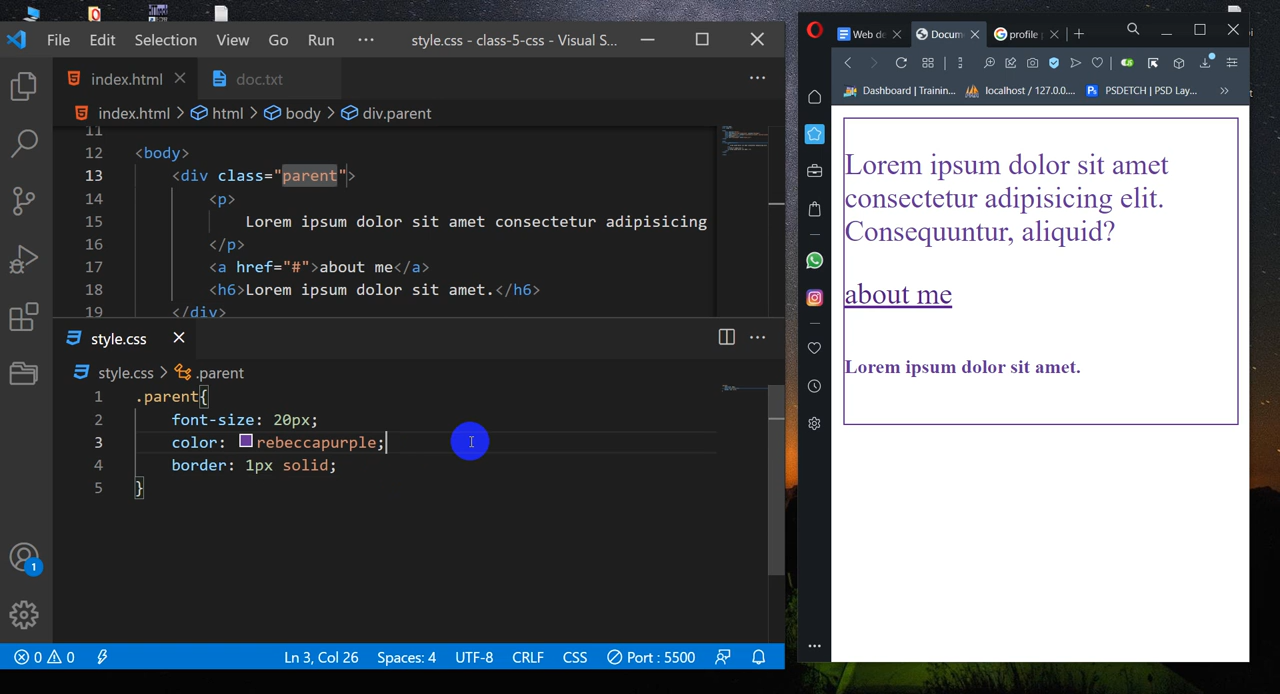 File Edit Selection View Go Run ··· style.css - class-5-css - Visual S...
index.html doc.txt
index.html > html > body > div.parent
11
12 <body>
13 <div class="parent">
14 <p>
15 Lorem ipsum dolor sit amet consectetur adipisicing
16 </p>
17 <a href="#">about me</a>
18 <h6>Lorem ipsum dolor sit amet.</h6>
19 </div>
style.css
style.css > .parent
1 .parent{
2 font-size: 20px;
3 color: rebeccapurple;
4 border: 1px solid;
5 }
1
0 0 Ln 3, Col 26 Spaces: 4 UTF-8 CRLF CSS Port : 5500
Web de Docum profile
Dashboard | Trainin... localhost / 127.0.0.... PSDETCH | PSD Lay... »
Lorem ipsum dolor sit amet
consectetur adipisicing elit.
Consequuntur, aliquid?
about me
Lorem ipsum dolor sit amet.